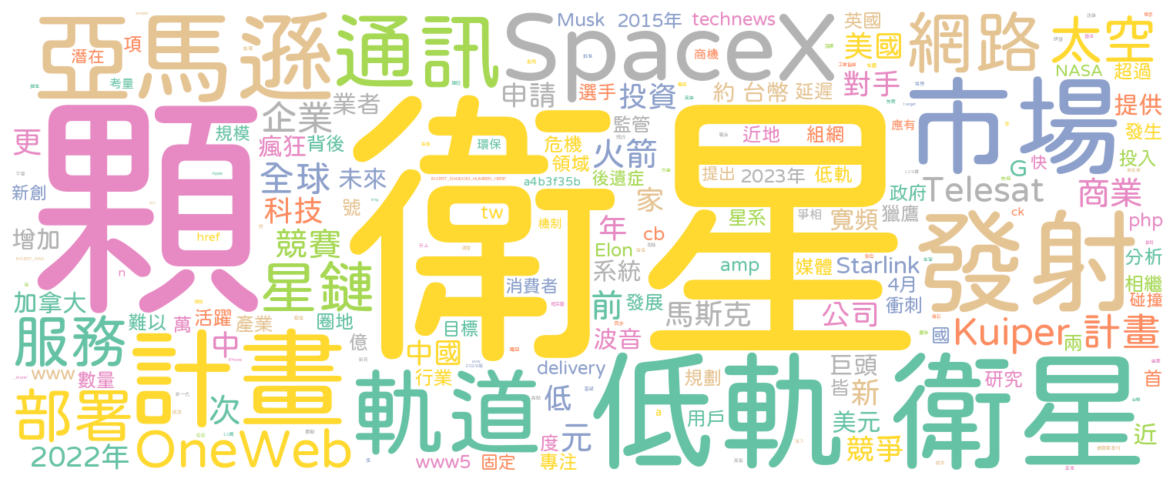 亞馬遜
通訊
SpaceX
Musk
2015年
technews
英國
美國
網路
太空
NASA
超過
潛在
項
考量
商機
申請
選手
投資
約
台幣
延遲
對手
市場
提供
發生
應有
企業
業者
規模
瘋狂
背後
環保
監管
危機
領域
火箭
近地
組網
後遺症
提出
2023年
低軌
快
G
投入
更
顆
衛星
全球
未來
a4b3f35b
政府
Telesat
商業
新創
科技
號
tw
機制
家
星系
爭相
寬頻
獵鷹
發射
ck
php
增加
href
競賽
年
cb
Elon
系統
amp
媒體
Starlink
分析
n
星鏈
消費者
前
發展
馬斯克
公司
4月
衝刺
相繼
碰撞
加拿大
難以
萬
活躍
產業
圈地
目標
波音
國
Kuiper
兩
計畫
服務
中
億
中國
www
數量
計畫
行業
delivery
規劃
巨頭
皆
新
研究
首
部署
次
軌道
低
低軌
衛星
a
用戶
美元
OneWeb
度
元
競爭
近
2022年
www5
固定
專注